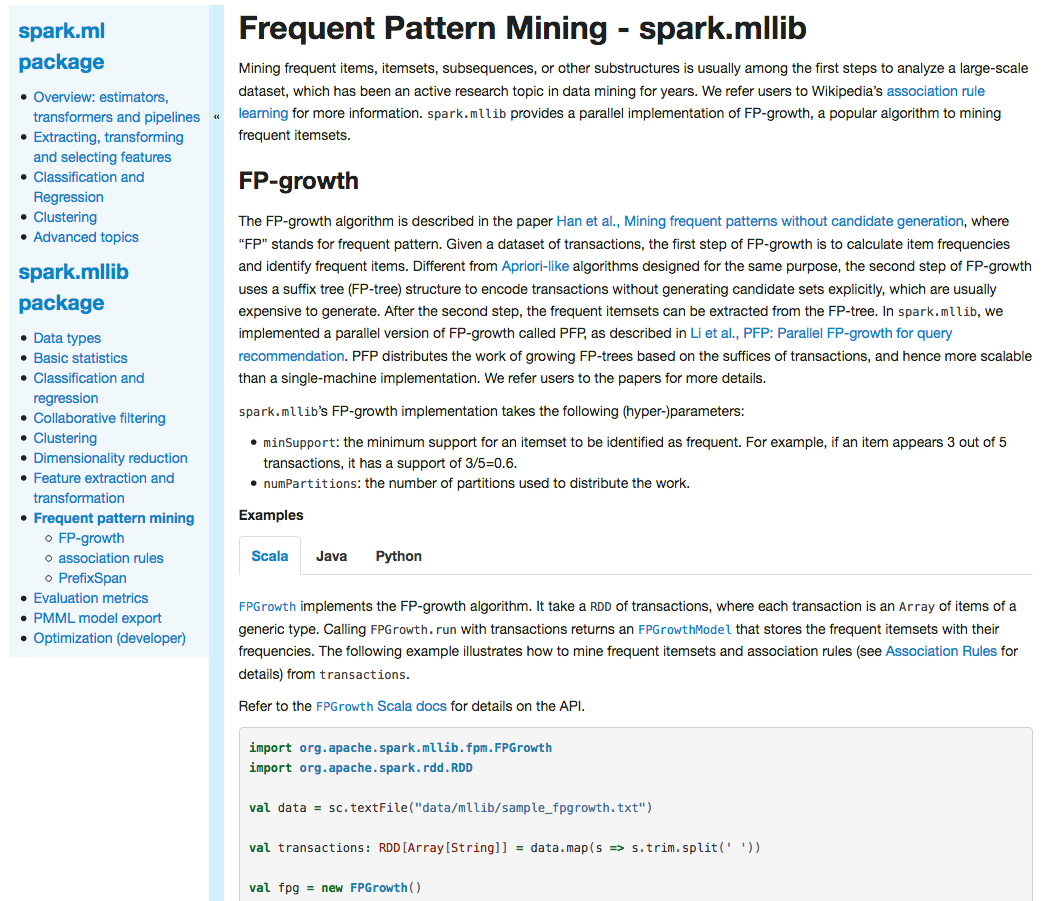 spark.ml
package
Overview: estimators,
transformers and pipelines
Extracting, transforming
and selecting features
Classification and
Regression
Clustering
Advanced topics
spark.mllib
package
Data types
Basic statistics
Classification and
regression
Collaborative filtering
Clustering
Dimensionality reduction
Feature extraction and
transformation
Frequent pattern mining
FP-growth
association rules
PrefixSpan
Evaluation metrics
PMML model export
Optimization (developer)
«
Frequent Pattern Mining - spark.mllib
Mining frequent items, itemsets, subsequences, or other substructures is usually among the first steps to analyze a large-scale
dataset, which has been an active research topic in data mining for years. We refer users to Wikipedia’s association rule
learning for more information. spark.mllib provides a parallel implementation of FP-growth, a popular algorithm to mining
frequent itemsets.
FP-growth
The FP-growth algorithm is described in the paper Han et al., Mining frequent patterns without candidate generation, where
“FP” stands for frequent pattern. Given a dataset of transactions, the first step of FP-growth is to calculate item frequencies
and identify frequent items. Different from Apriori-like algorithms designed for the same purpose, the second step of FP-growth
uses a suffix tree (FP-tree) structure to encode transactions without generating candidate sets explicitly, which are usually
expensive to generate. After the second step, the frequent itemsets can be extracted from the FP-tree. In spark.mllib, we
implemented a parallel version of FP-growth called PFP, as described in Li et al., PFP: Parallel FP-growth for query
recommendation. PFP distributes the work of growing FP-trees based on the suffices of transactions, and hence more scalable
than a single-machine implementation. We refer users to the papers for more details.
spark.mllib’s FP-growth implementation takes the following (hyper-)parameters:
minSupport: the minimum support for an itemset to be identified as frequent. For example, if an item appears 3 out of 5
transactions, it has a support of 3/5=0.6.
numPartitions: the number of partitions used to distribute the work.
Examples
Scala Java Python
FPGrowth implements the FP-growth algorithm. It take a RDD of transactions, where each transaction is an Array of items of a
generic type. Calling FPGrowth.run with transactions returns an FPGrowthModel that stores the frequent itemsets with their
frequencies. The following example illustrates how to mine frequent itemsets and association rules (see Association Rules for
details) from transactions.
Refer to the FPGrowth Scala docs for details on the API.
import org.apache.spark.mllib.fpm.FPGrowth
import org.apache.spark.rdd.RDD
val data = sc.textFile("data/mllib/sample_fpgrowth.txt")
val transactions: RDD[Array[String]] = data.map(s => s.trim.split(' '))
val fpg = new FPGrowth()